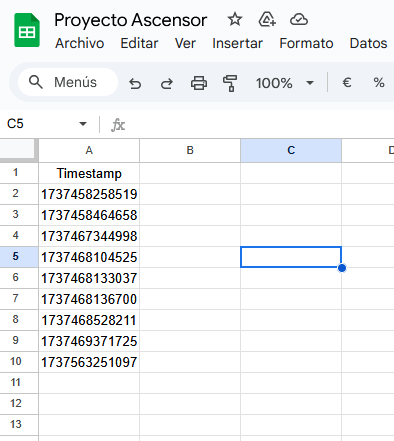 Proyecto Ascensor
Archivo Editar Ver Insertar Formato Datos
Menús 100% € %
C5 fx
A B C D
1 Timestamp
2 1737458258519
3 1737458464658
4 1737467344998
5 1737468104525
6 1737468133037
7 1737468136700
8 1737468528211
9 1737469371725
10 1737563251097
11
12
13